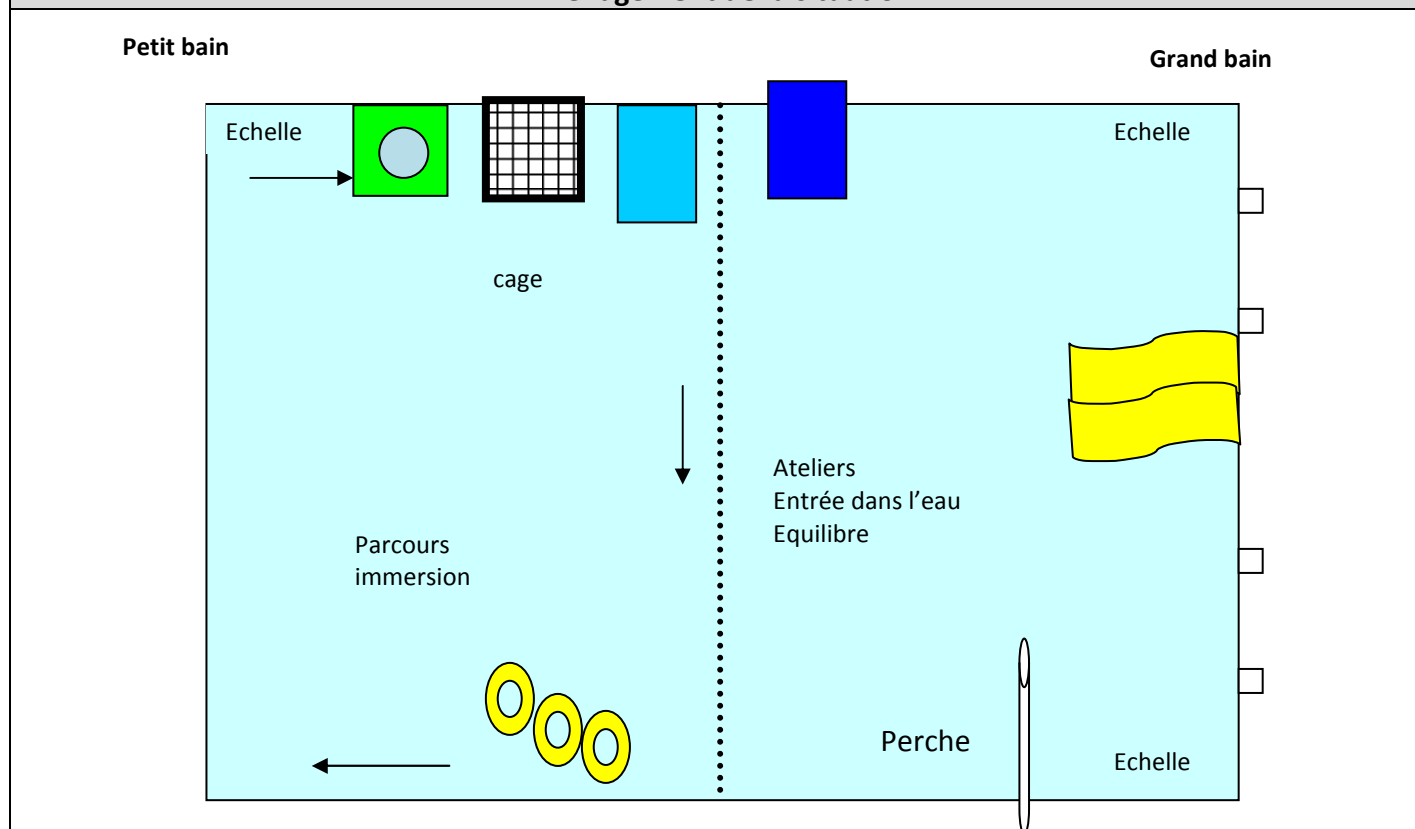 Petit bain
Grand bain
Echelle
Echelle
cage
Ateliers
Entrée dans l'eau
Equilibre
Parcours
immersion
Perche
Echelle